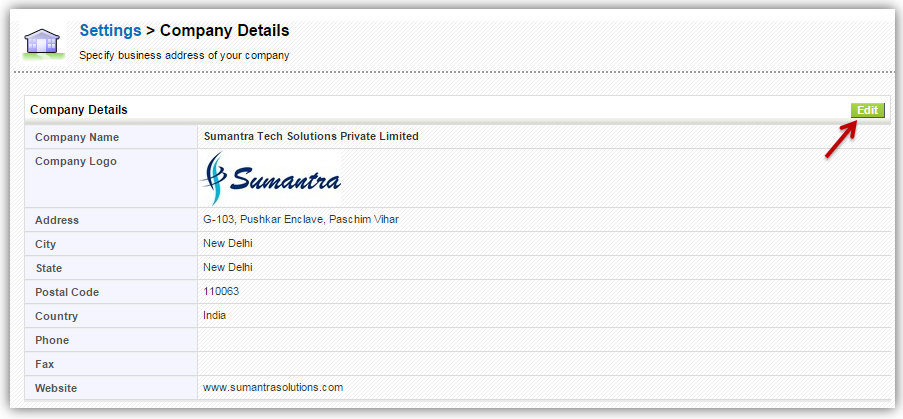 Settings > Company Details
Specify business address of your company
Company Details Edit
Company Name Sumantra Tech Solutions Private Limited
Company Logo Sumantra
Address G-103, Pushkar Enclave, Paschim Vihar
City New Delhi
State New Delhi
Postal Code 110063
Country India
Phone
Fax
Website www.sumantrasolutions.com